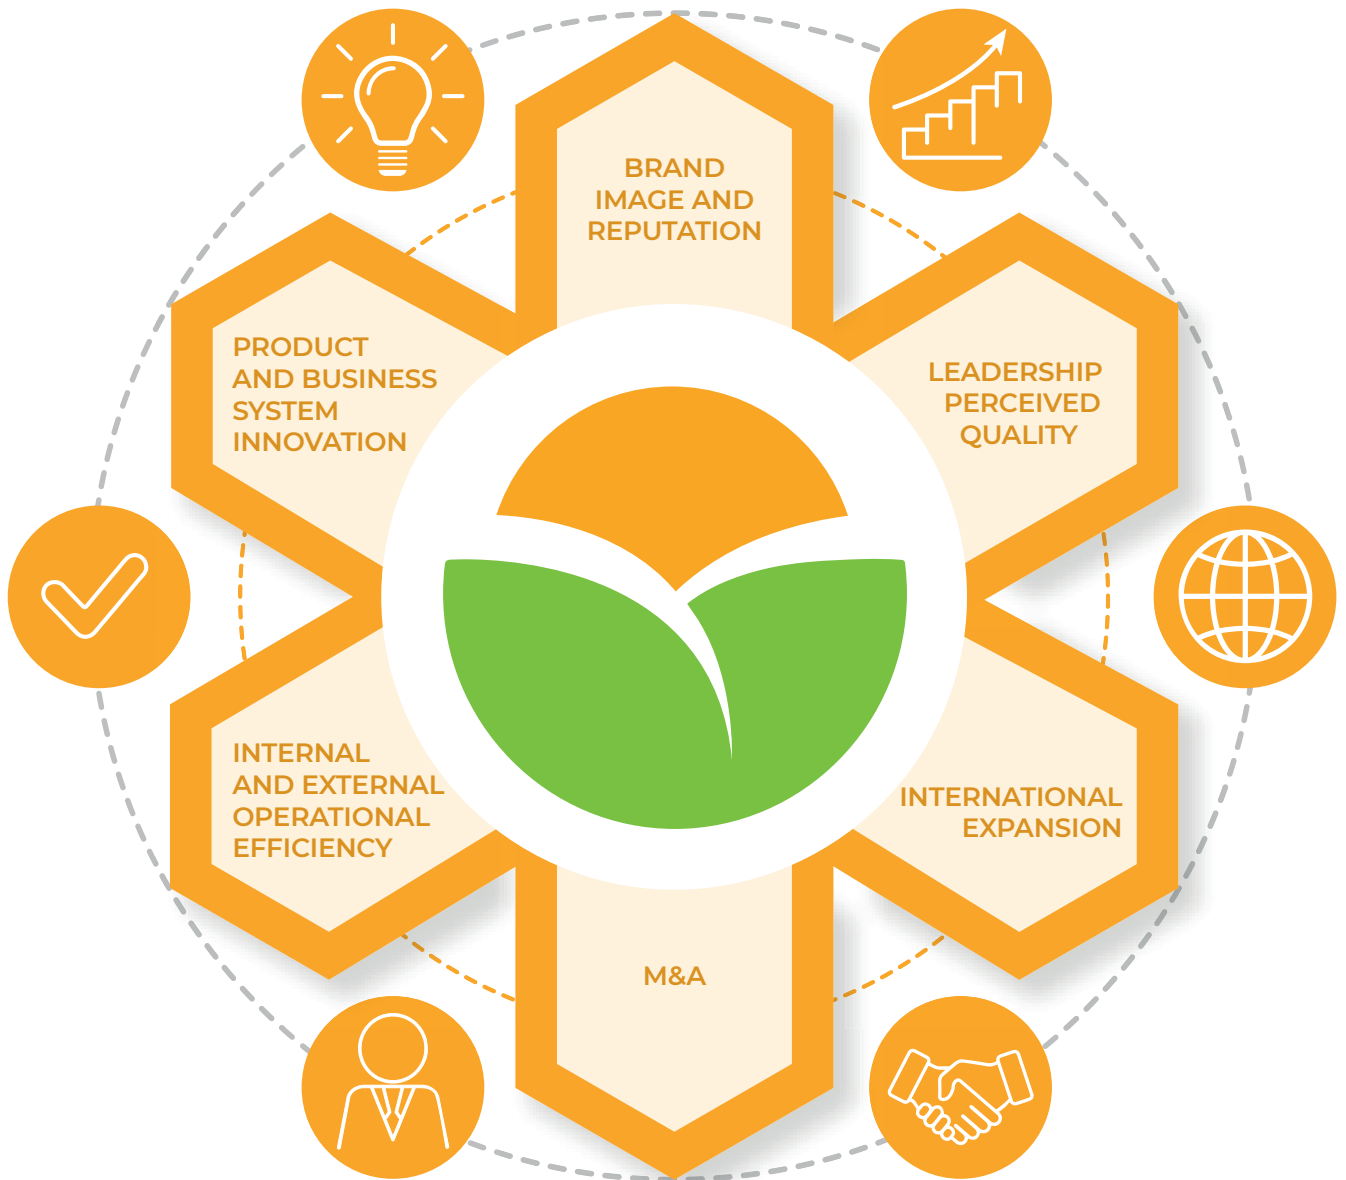 BRAND
IMAGE AND
REPUTATION
PRODUCT
AND BUSINESS
SYSTEM
INNOVATION
LEADERSHIP
PERCEIVED
QUALITY
INTERNAL
AND EXTERNAL
OPERATIONAL
EFFICIENCY
INTERNATIONAL
EXPANSION
M&A